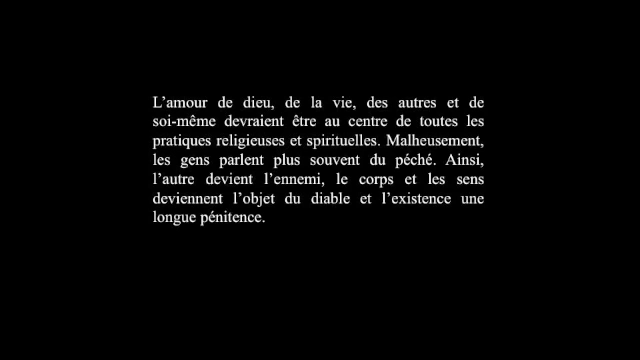 L’amour de dieu, de la vie, des autres et de
soi-même devraient être au centre de toutes les
pratiques religieuses et spirituelles. Malheusement,
les gens parlent plus souvent du péché. Ainsi,
l’autre devient l’ennemi, le corps et les sens
deviennent l’objet du diable et l’existence une
longue pénitence.